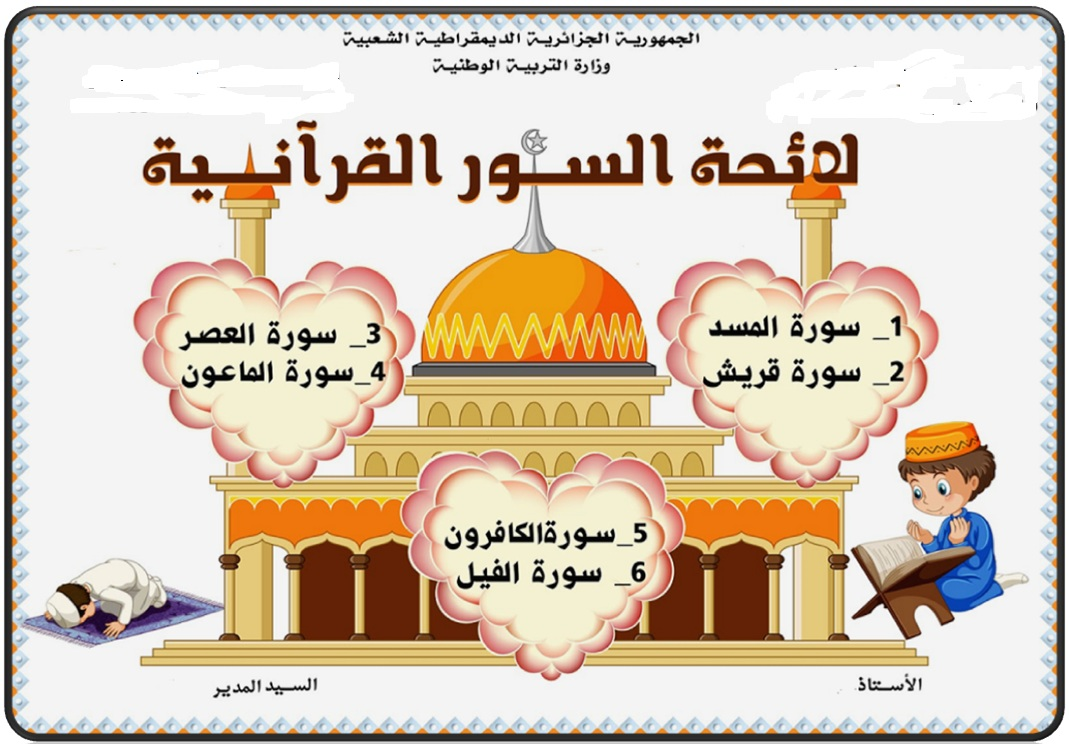 الجمهورية الجزائرية الديمقراطية الشعبية
وزارة التربية الوطنية
لائحة السور القرآنية
1_ سورة المسد
2_ سورة قريش
3_ سورة العصر
4_سورة الماعون
5_سورةالكافرون
6_ سورة الفيل
الأستاذ
السيد المدير